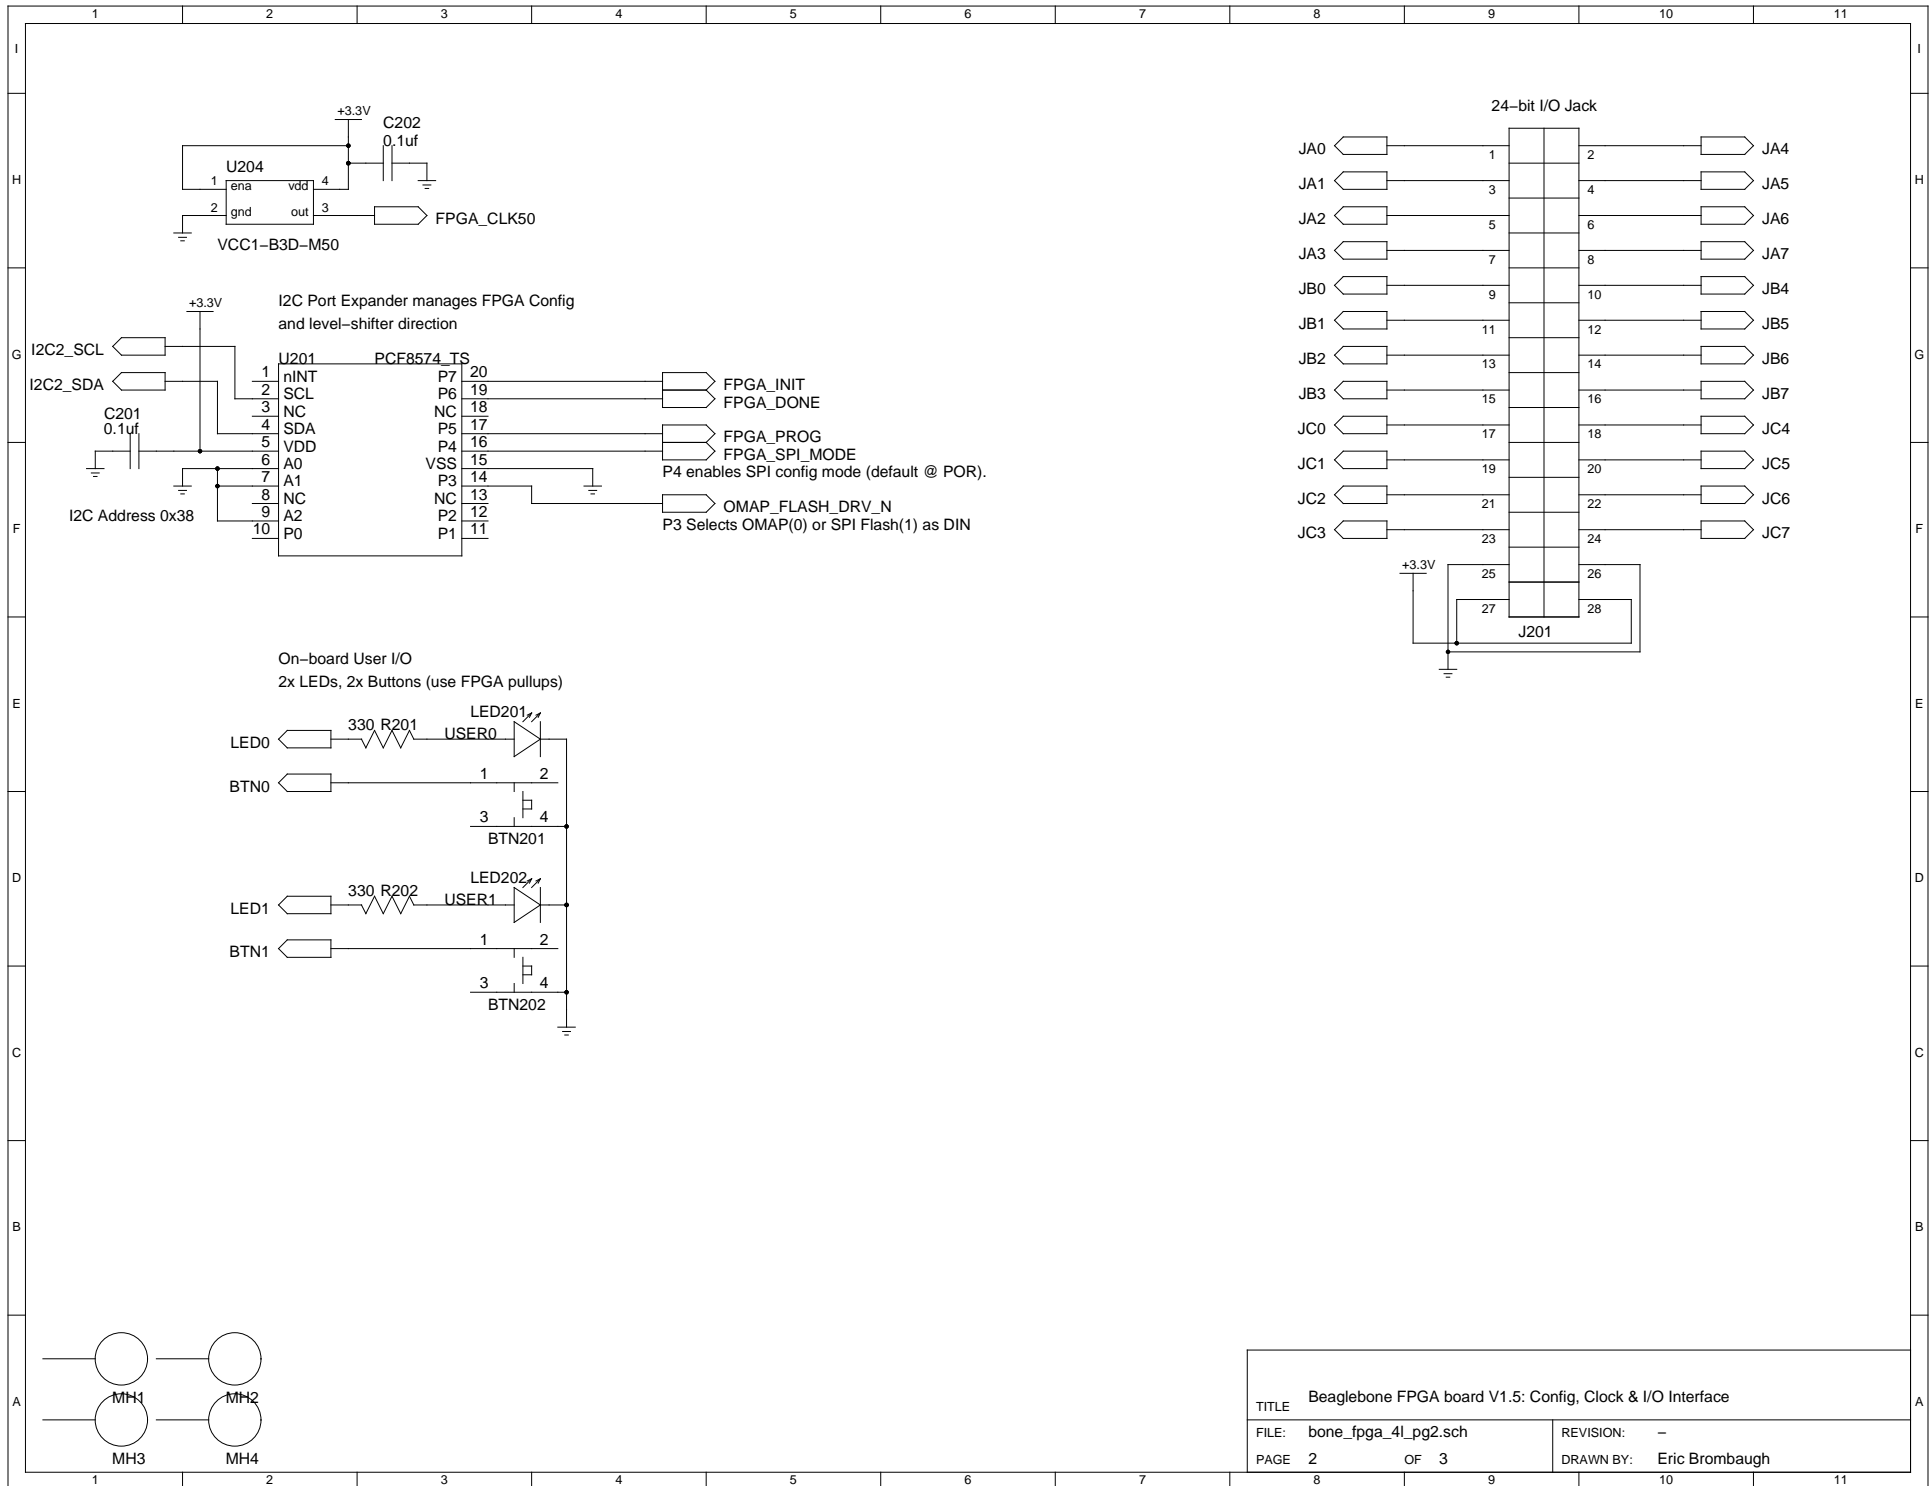 1 2 3 4 5 6 7 8 9 10 11
I I
24−bit I/O Jack
+3.3V
C202
0.1uf
U204
1 ena vdd 4
2 gnd out 3
FPGA_CLK50
VCC1−B3D−M50
H H
JA0 1 2 JA4
JA1 3 4 JA5
JA2 5 6 JA6
JA3 7 8 JA7
JB0 9 10 JB4
JB1 11 12 JB5
JB2 13 14 JB6
JB3 15 16 JB7
JC0 17 18 JC4
JC1 19 20 JC5
JC2 21 22 JC6
JC3 23 24 JC7
+3.3V 25 26
27 28
J201
+3.3V
I2C Port Expander manages FPGA Config
and level−shifter direction
G G
I2C2_SCL
I2C2_SDA
C201
0.1uf
U201 PCF8574_TS
1 nINT P7 20
2 SCL P6 19
3 NC NC 18
4 SDA P5 17
5 VDD P4 16
6 A0 VSS 15
7 A1 P3 14
8 NC NC 13
9 A2 P2 12
10 P0 P1 11
I2C Address 0x38
FPGA_INIT
FPGA_DONE
FPGA_PROG
FPGA_SPI_MODE
P4 enables SPI config mode (default @ POR).
OMAP_FLASH_DRV_N
P3 Selects OMAP(0) or SPI Flash(1) as DIN
F F
On−board User I/O
2x LEDs, 2x Buttons (use FPGA pullups)
E E
LED201
LED0 330 R201 USER0
BTN0 1 2
3 4
BTN201
D D
LED202
LED1 330 R202 USER1
BTN1 1 2
3 4
BTN202
C C
B B
A A
MH1 MH2
MH3 MH4
TITLE Beaglebone FPGA board V1.5: Config, Clock & I/O Interface
FILE: bone_fpga_4l_pg2.sch REVISION: −
PAGE 2 OF 3 DRAWN BY: Eric Brombaugh
1 2 3 4 5 6 7 8 9 10 11